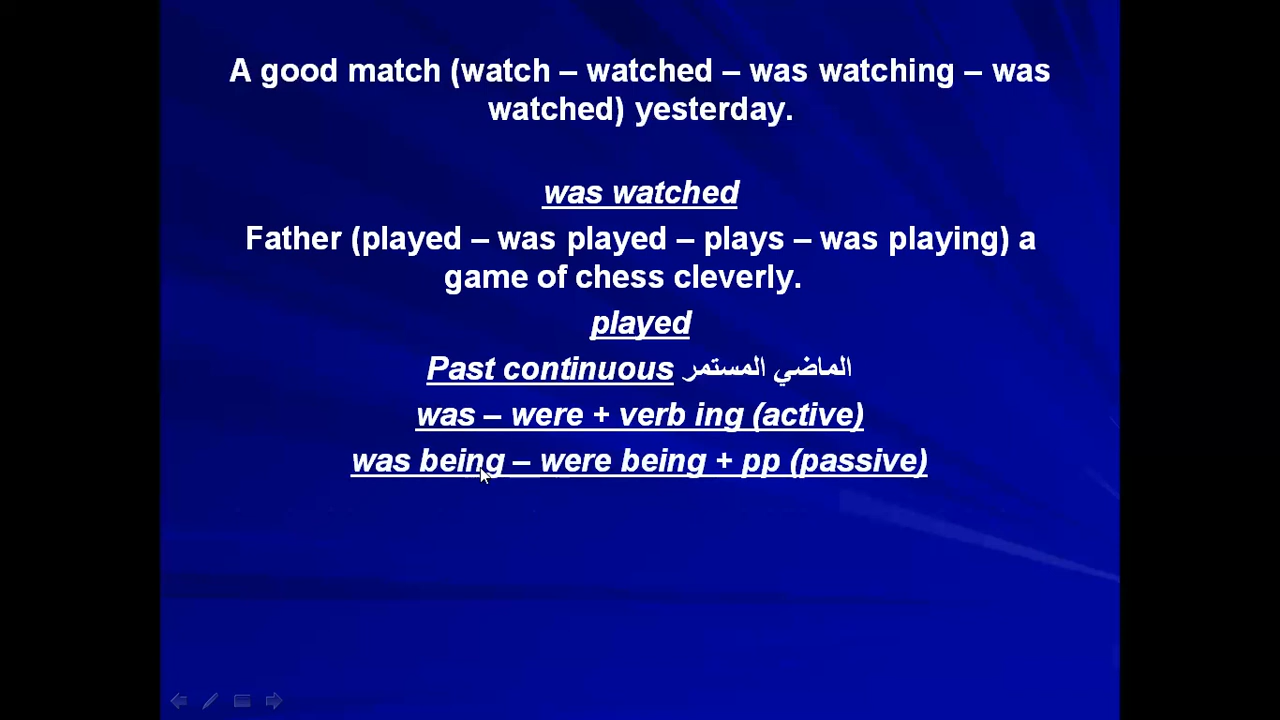 A good match (watch – watched – was watching – was
watched) yesterday.
was watched
Father (played – was played – plays – was playing) a
game of chess cleverly.
played
Past continuous الماضي المستمر
was – were + verb ing (active)
was being – were being + pp (passive)